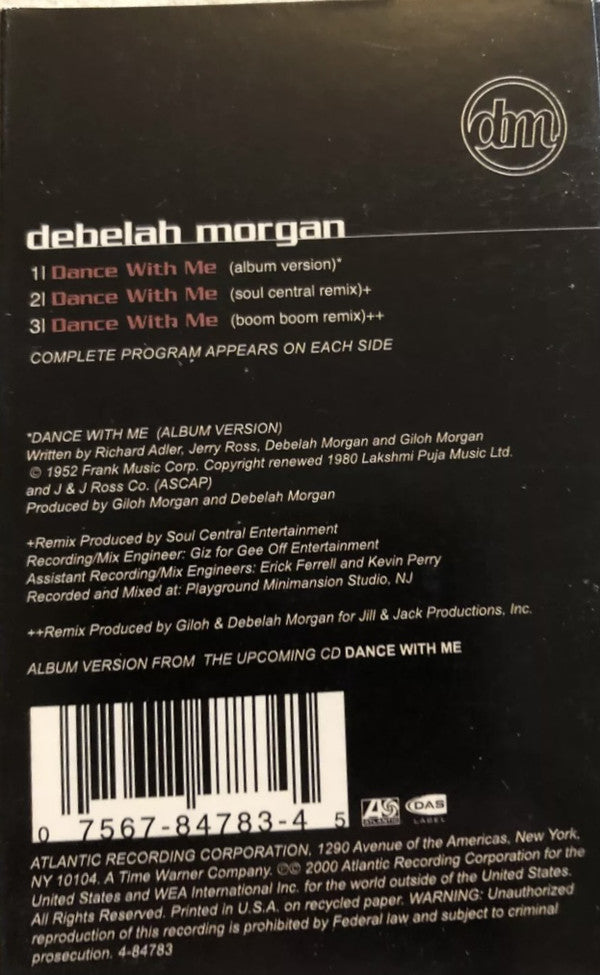 dm
debelah morgan
1| Dance With Me (album version)*
2| Dance With Me (soul central remix)+
3| Dance With Me (boom boom remix)++
COMPLETE PROGRAM APPEARS ON EACH SIDE
*DANCE WITH ME (ALBUM VERSION)
Written by Richard Adler, Jerry Ross, Debelah Morgan and Giloh Morgan
© 1952 Frank Music Corp. Copyright renewed 1980 Lakshmi Puja Music Ltd.
and J & J Ross Co. (ASCAP)
Produced by Giloh Morgan and Debelah Morgan
+Remix Produced by Soul Central Entertainment
Recording/Mix Engineer: Giz for Gee Off Entertainment
Assistant Recording/Mix Engineers: Erick Ferrell and Kevin Perry
Recorded and Mixed at: Playground Minimansion Studio, NJ
++Remix Produced by Giloh & Debelah Morgan for Jill & Jack Productions, Inc.
ALBUM VERSION FROM THE UPCOMING CD DANCE WITH ME
0 7567-84783-4 5
ATLANTIC
DAS
LABEL
ATLANTIC RECORDING CORPORATION, 1290 Avenue of the Americas, New York,
NY 10104. A Time Warner Company. ℗© 2000 Atlantic Recording Corporation for the
United States and WEA International Inc. for the world outside of the United States.
All Rights Reserved. Printed in U.S.A. on recycled paper. WARNING: Unauthorized
reproduction of this recording is prohibited by Federal law and subject to criminal
prosecution. 4-84783